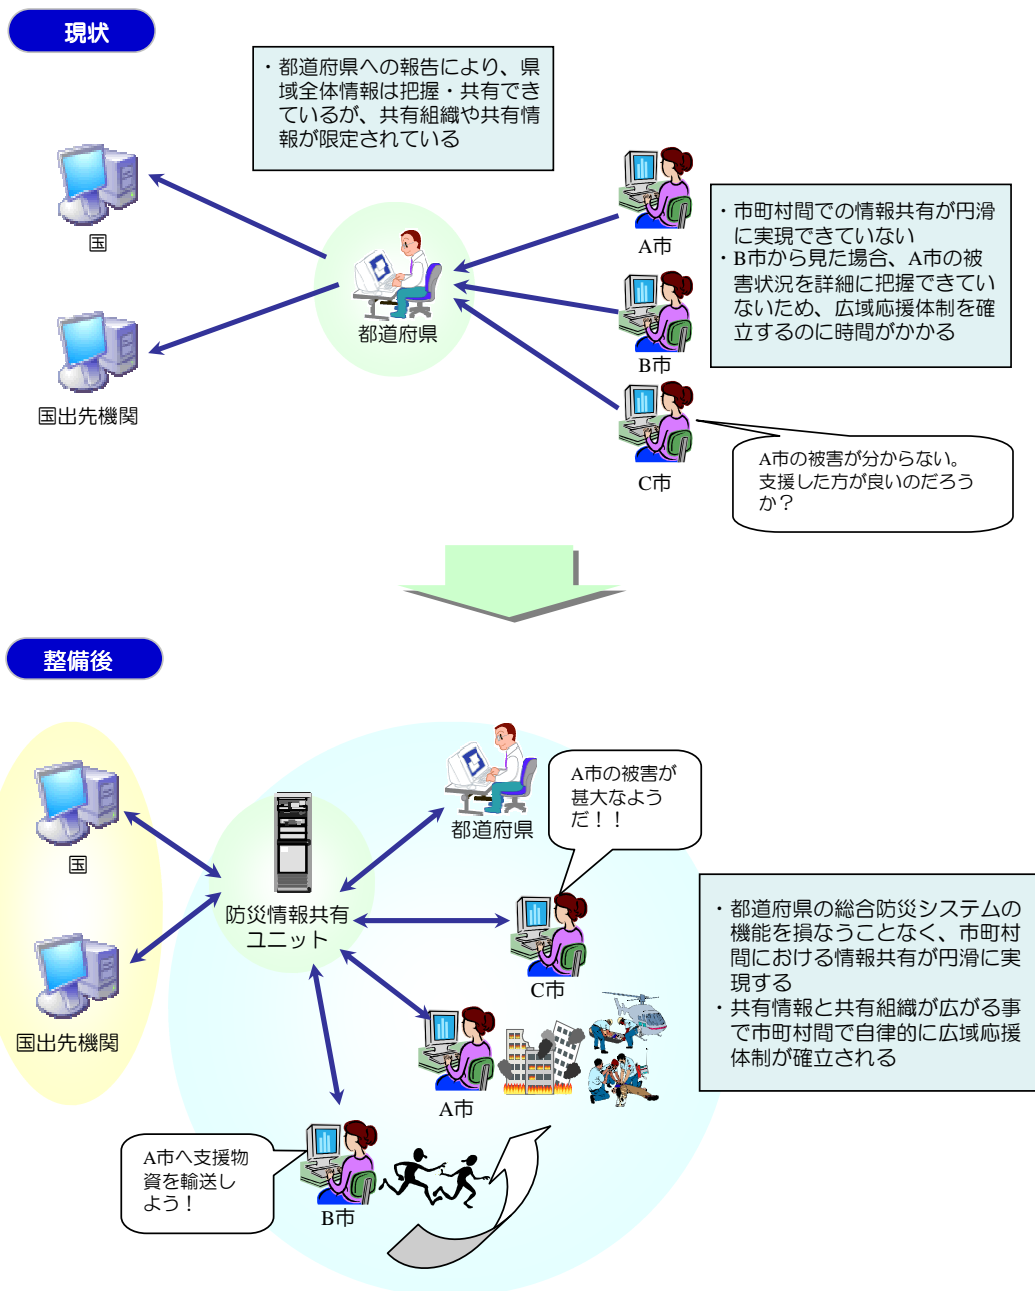 現状
・都道府県への報告により、県
域全体情報は把握・共有でき
ているが、共有組織や共有情
報が限定されている
国
都道府県
国出先機関
A市
B市
C市
・市町村間での情報共有が円滑
に実現できていない
・B市から見た場合、A市の被
害状況を詳細に把握できてい
ないため、広域応援体制を確
立するのに時間がかかる
A市の被害が分からない。
支援した方が良いのだろう
か？
整備後
国
国出先機関
防災情報共有
ユニット
都道府県
A市の被害が
甚大なよう
だ！！
C市
A市
B市
A市へ支援物
資を輸送し
よう！
・都道府県の総合防災システムの
機能を損なうことなく、市町村
間における情報共有が円滑に実
現する
・共有情報と共有組織が広がる事
で市町村間で自律的に広域応援
体制が確立される